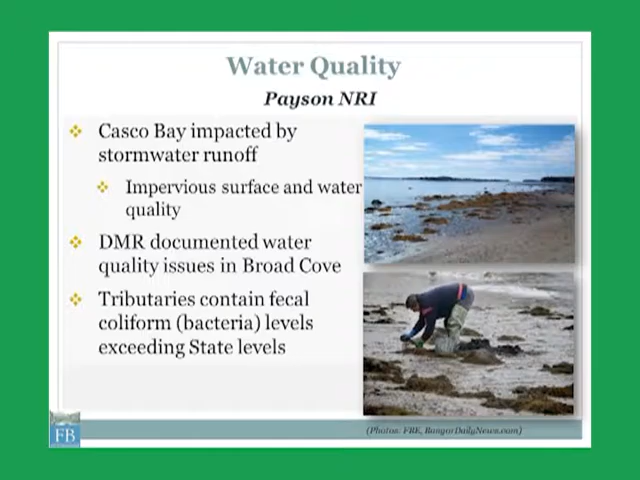 Water Quality
Payson NRI
❖ Casco Bay impacted by
stormwater runoff
❖ Impervious surface and water
quality
❖ DMR documented water
quality issues in Broad Cove
❖ Tributaries contain fecal
coliform (bacteria) levels
exceeding State levels
FB
(Photos: FBE, BangorDailyNews.com)